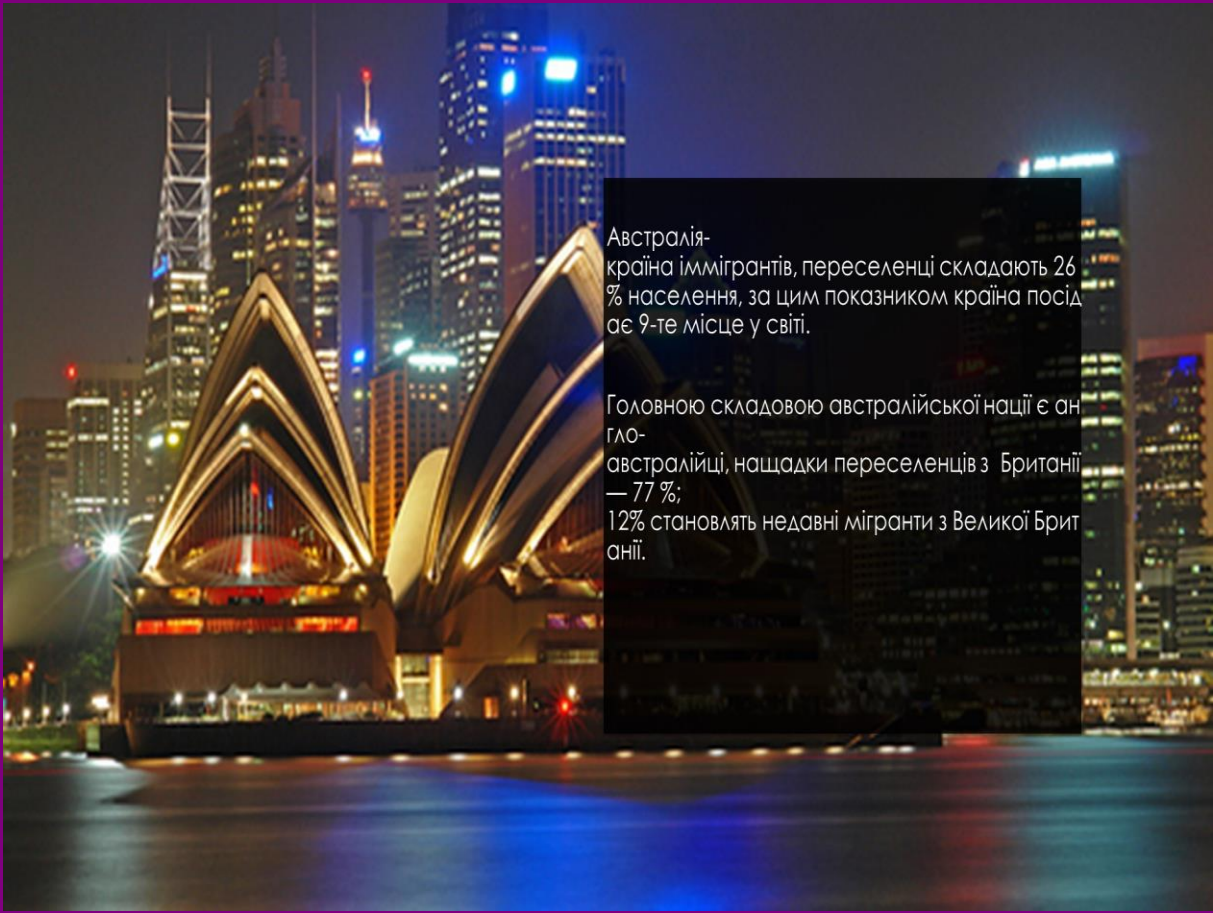 Австралія-
країна іммігрантів, переселенці складають 26
% населення, за цим показником країна посід
ає 9-те місце у світі.
Головною складовою австралійської нації є ан
гло-
австралійці, нащадки переселенців з  Британії
— 77 %;
12% становлять недавні мігранти з Великої Брит
анії.